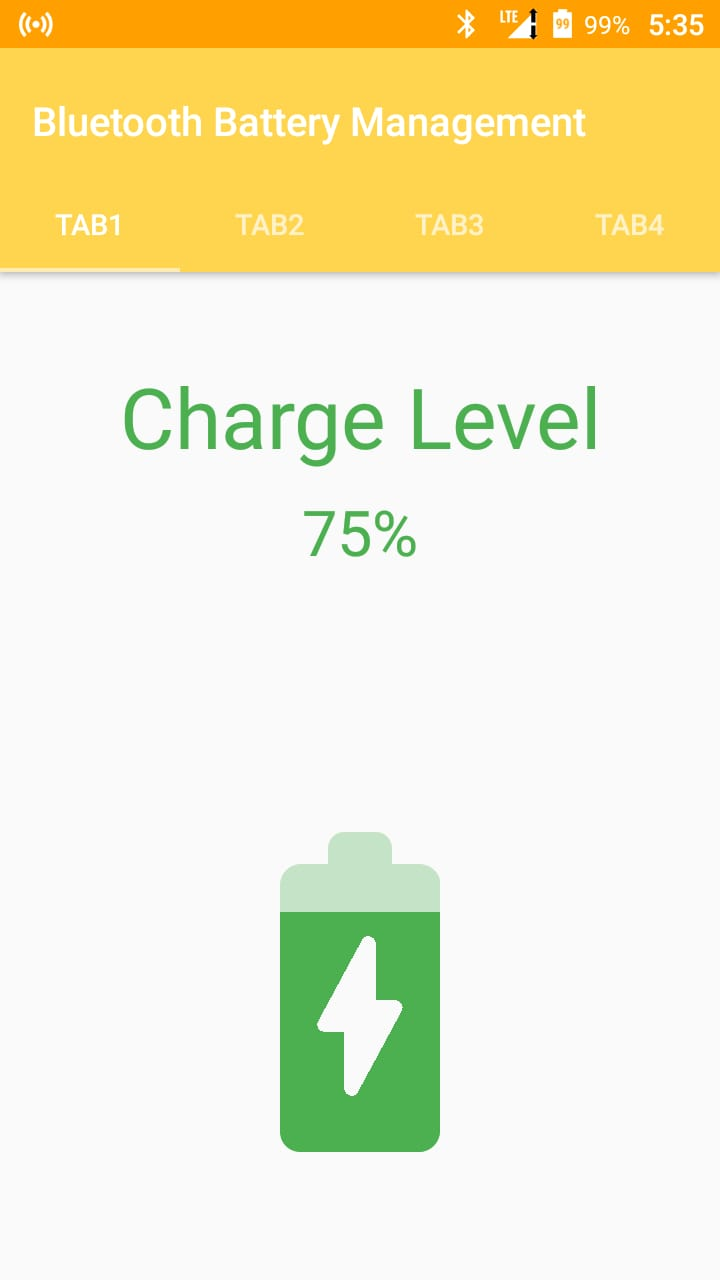 LTE 99 99% 5:35
Bluetooth Battery Management
TAB1 TAB2 TAB3 TAB4
Charge Level
75%